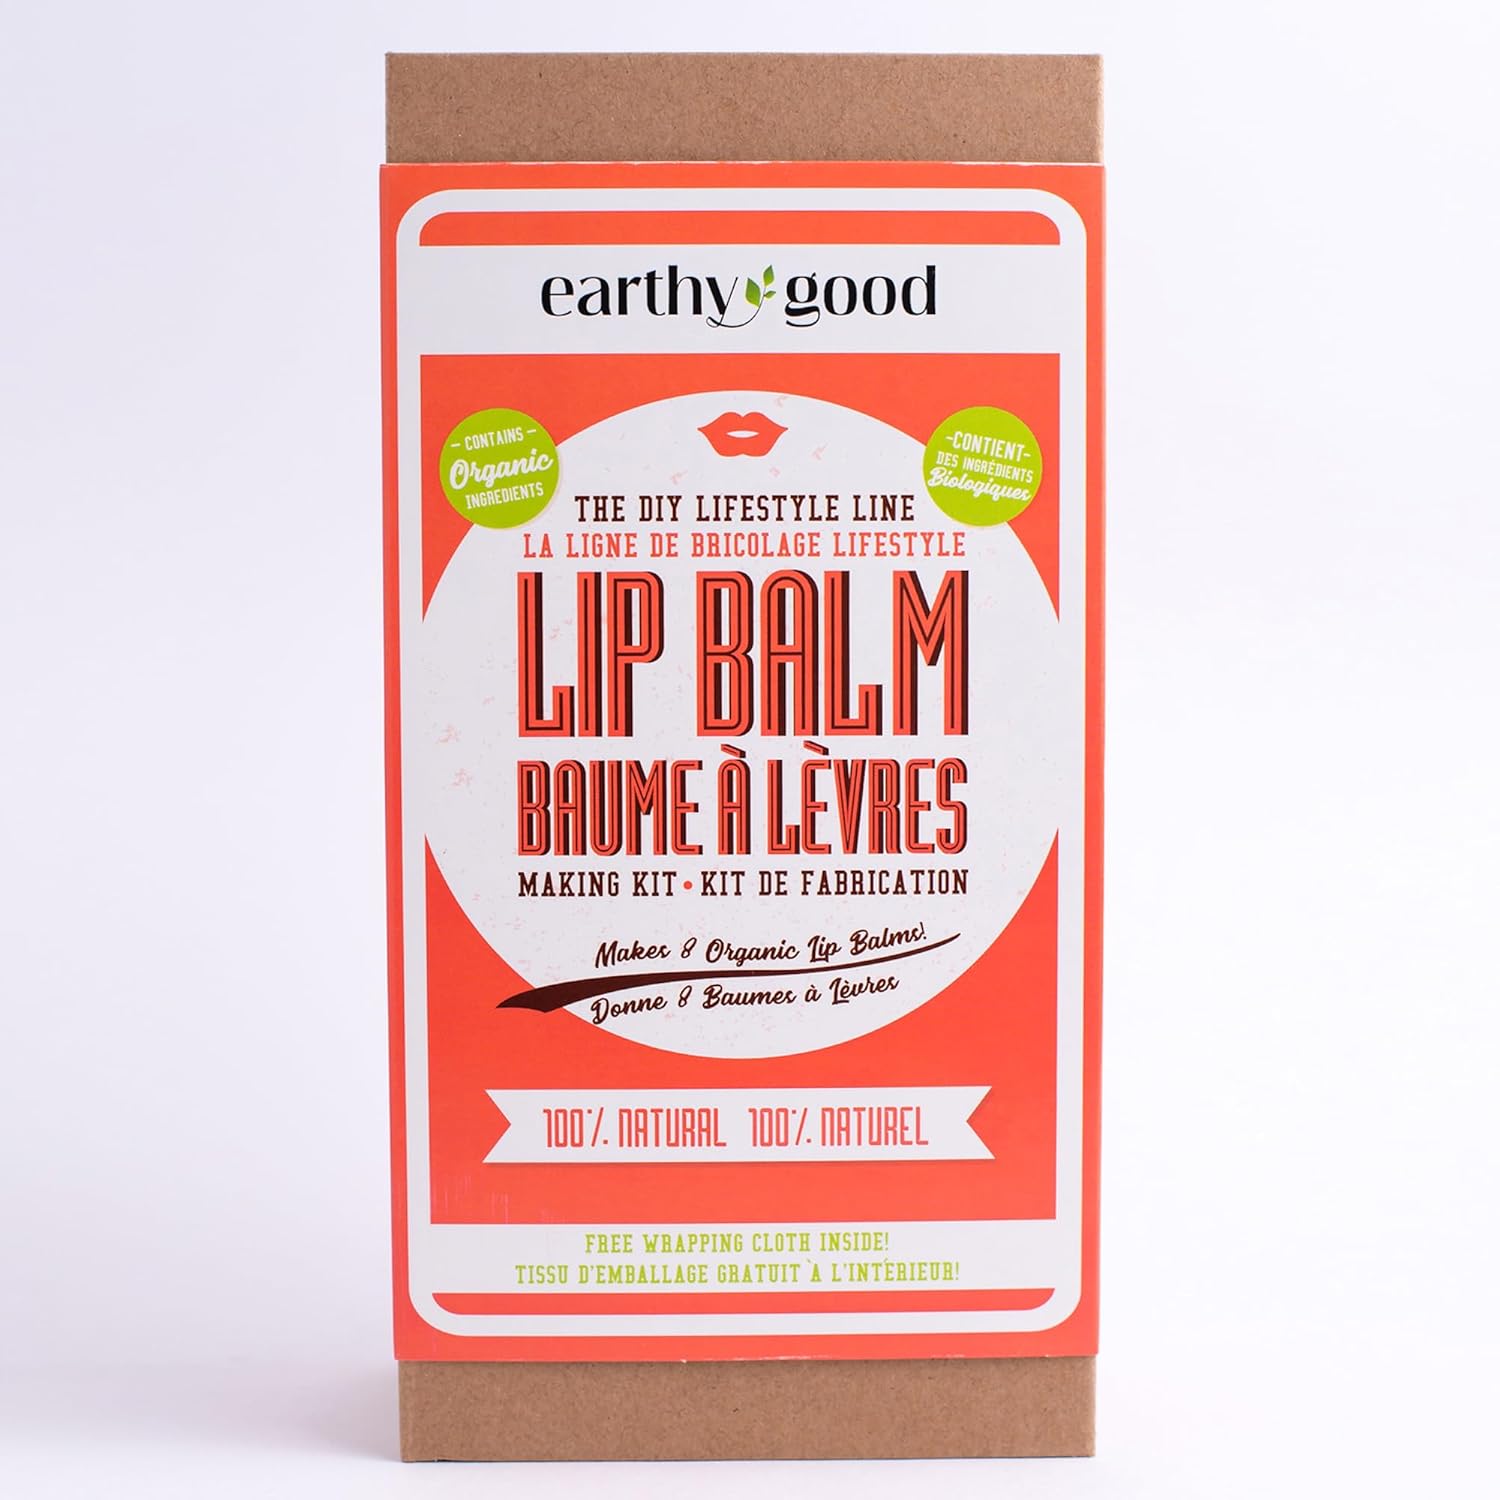 earthy good
- CONTAINS -
Organic
INGREDIENTS
-CONTIENT-
DES INGRÉDIENTS
Biologiques
THE DIY LIFESTYLE LINE
LA LIGNE DE BRICOLAGE LIFESTYLE
LIP BALM
BAUME À LÈVRES
MAKING KIT • KIT DE FABRICATION
Makes 8 Organic Lip Balms!
Donne 8 Baumes à Lèvres
100% NATURAL 100% NATUREL
FREE WRAPPING CLOTH INSIDE!
TISSU D'EMBALLAGE GRATUIT À L'INTÉRIEUR!